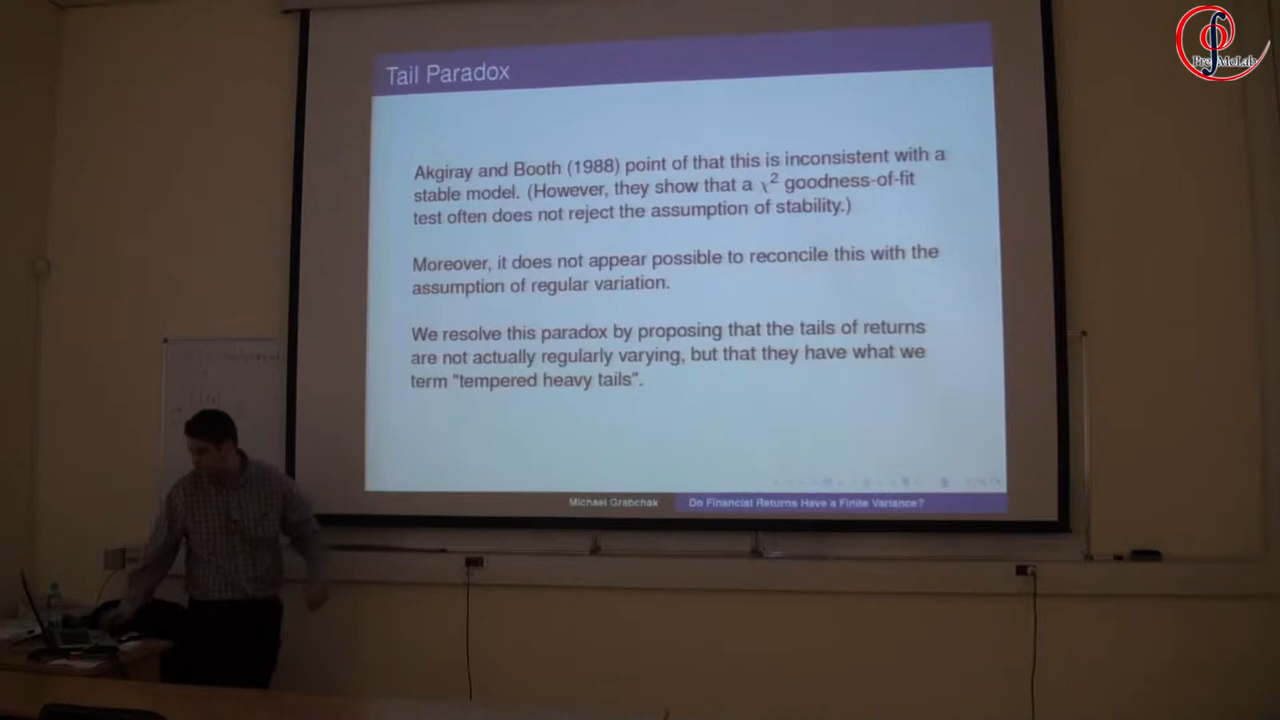 PreMoLab
Tail Paradox
Akgiray and Booth (1988) point of that this is inconsistent with a
stable model. (However, they show that a χ² goodness-of-fit
test often does not reject the assumption of stability.)
Moreover, it does not appear possible to reconcile this with the
assumption of regular variation.
We resolve this paradox by proposing that the tails of returns
are not actually regularly varying, but that they have what we
term "tempered heavy tails".
Michael Grabchak
Do Financial Returns Have a Finite Variance?